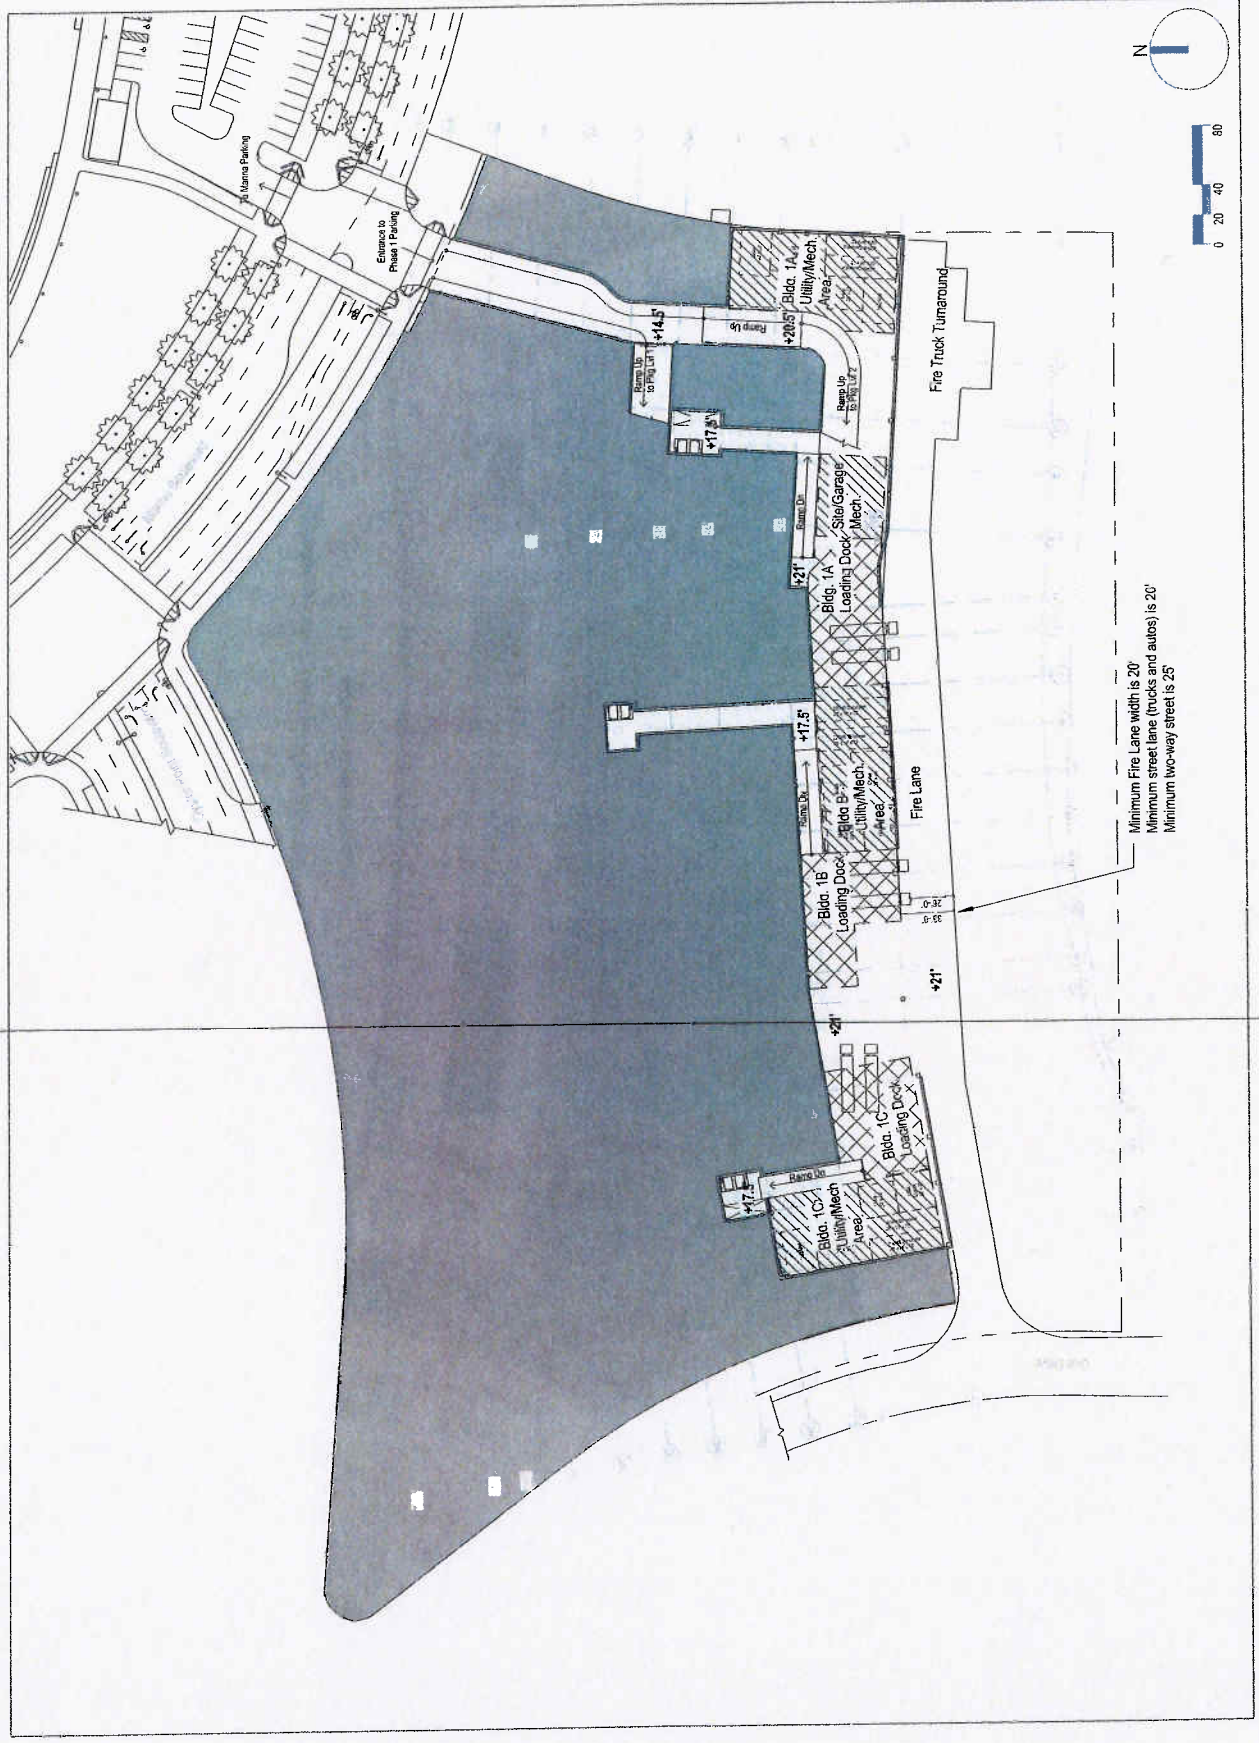 N
0 20 40 80
To Marina Parking
Entrance to
Phase 1 Parking
+14.5'
Ramp Up
+20.5'
Bldg. 1A
Utility/Mech.
Area
Ramp Up
to Pkg Lvl 1
Ramp Up
to Pkg Lvl 2
Fire Truck Turnaround
+17.5'
Ramp Dn
Site/Garage
Mech.
+21'
Bldg. 1A
Loading Dock
+17.5'
Ramp Dn
Bldg B
Utility/Mech.
Area
Fire Lane
Bldg. 1B
Loading Dock
26'-0"
+21'
+21'
Bldg. 1C
Loading Dock
Ramp Dn
+17.5'
Bldg. 1C
Utility/Mech
Area
Minimum Fire Lane width is 20'
Minimum street lane (trucks and autos) is 20'
Minimum two-way street is 25'